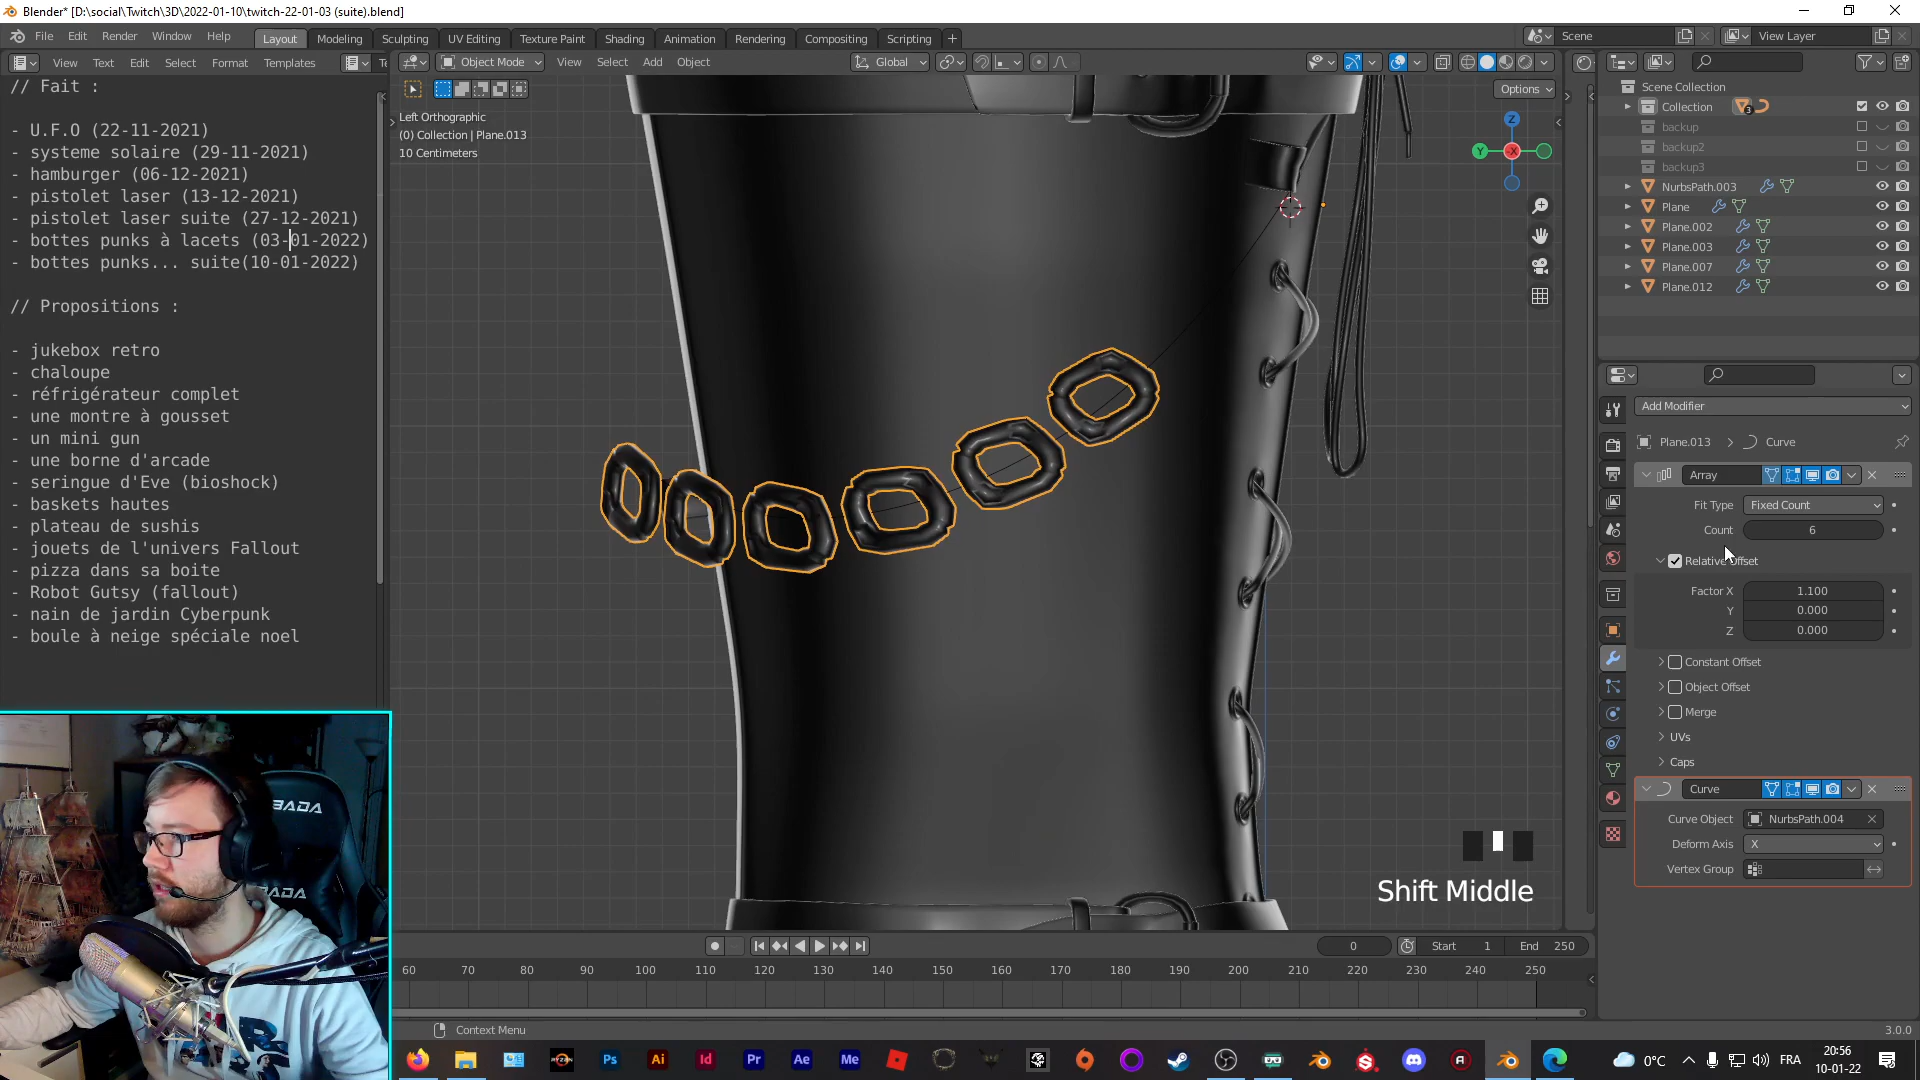 Blender* [D:\social\Twitch\3D\2022-01-10\twitch-22-01-03 (suite).blend]
File Edit Render Window Help Layout Modeling Sculpting UV Editing Texture Paint Shading Animation Rendering Compositing Scripting + Scene View Layer
View Text Edit Select Format Templates Te Object Mode View Select Add Object Global
Options
// Fait :
- U.F.O (22-11-2021)
- systeme solaire (29-11-2021)
- hamburger (06-12-2021)
- pistolet laser (13-12-2021)
- pistolet laser suite (27-12-2021)
- bottes punks à lacets (03-01-2022)
- bottes punks... suite(10-01-2022)
// Propositions :
- jukebox retro
- chaloupe
- réfrigérateur complet
- une montre à gousset
- un mini gun
- une borne d'arcade
- seringue d'Eve (bioshock)
- baskets hautes
- plateau de sushis
- jouets de l'univers Fallout
- pizza dans sa boite
- Robot Gutsy (fallout)
- nain de jardin Cyberpunk
- boule à neige spéciale noel
Left Orthographic
(0) Collection | Plane.013
10 Centimeters
Z
Y
-X
Scene Collection
Collection 3
backup
backup2
backup3
NurbsPath.003
Plane
Plane.002
Plane.003
Plane.007
Plane.012
Add Modifier
Plane.013 > Curve
Array
Fit Type Fixed Count
Count 6
Relative Offset
Factor X 1.100
Y 0.000
Z 0.000
Constant Offset
Object Offset
Merge
UVs
Caps
Curve
Curve Object NurbsPath.004
Deform Axis X
Vertex Group
Shift Middle
0 Start 1 End 250
60 70 80 90 100 110 120 130 140 150 160 170 180 190 200 210 220 230 240 250
Context Menu
3.0.0
BADA
BADA
RYZEN Ps Ai Id Pr Ae Me
0°C FRA 20:56
10-01-22